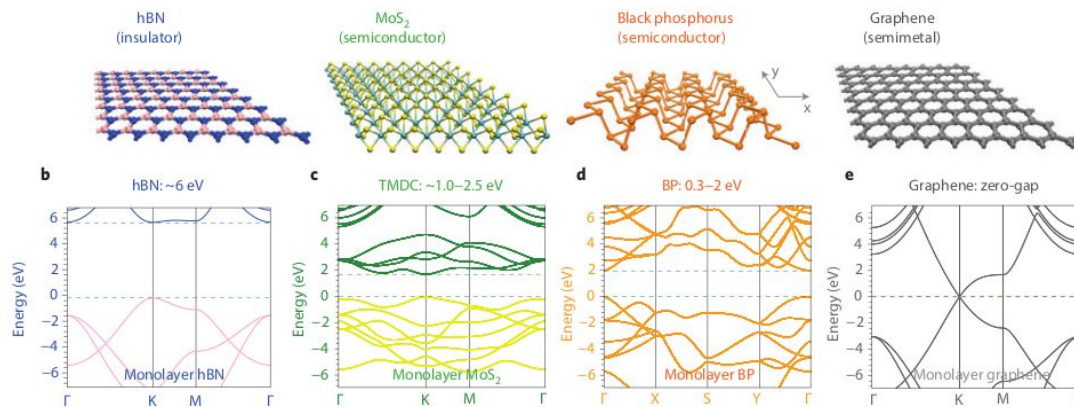 hBN
(insulator)
MoS₂
(semiconductor)
Black phosphorus
(semiconductor)
Graphene
(semimetal)
y
x
b
hBN: ~6 eV
Energy (eV)
6
4
2
0
−2
−4
−6
Monolayer hBN
Γ K M Γ
c
TMDC: ~1.0–2.5 eV
Energy (eV)
6
4
2
0
−2
−4
−6
Monolayer MoS₂
Γ K M Γ
d
BP: 0.3–2 eV
Energy (eV)
6
4
2
0
−2
−4
−6
Monolayer BP
Γ X S Y Γ
e
Graphene: zero-gap
Energy (eV)
6
4
2
0
−2
−4
−6
Monolayer graphene
Γ K M Γ